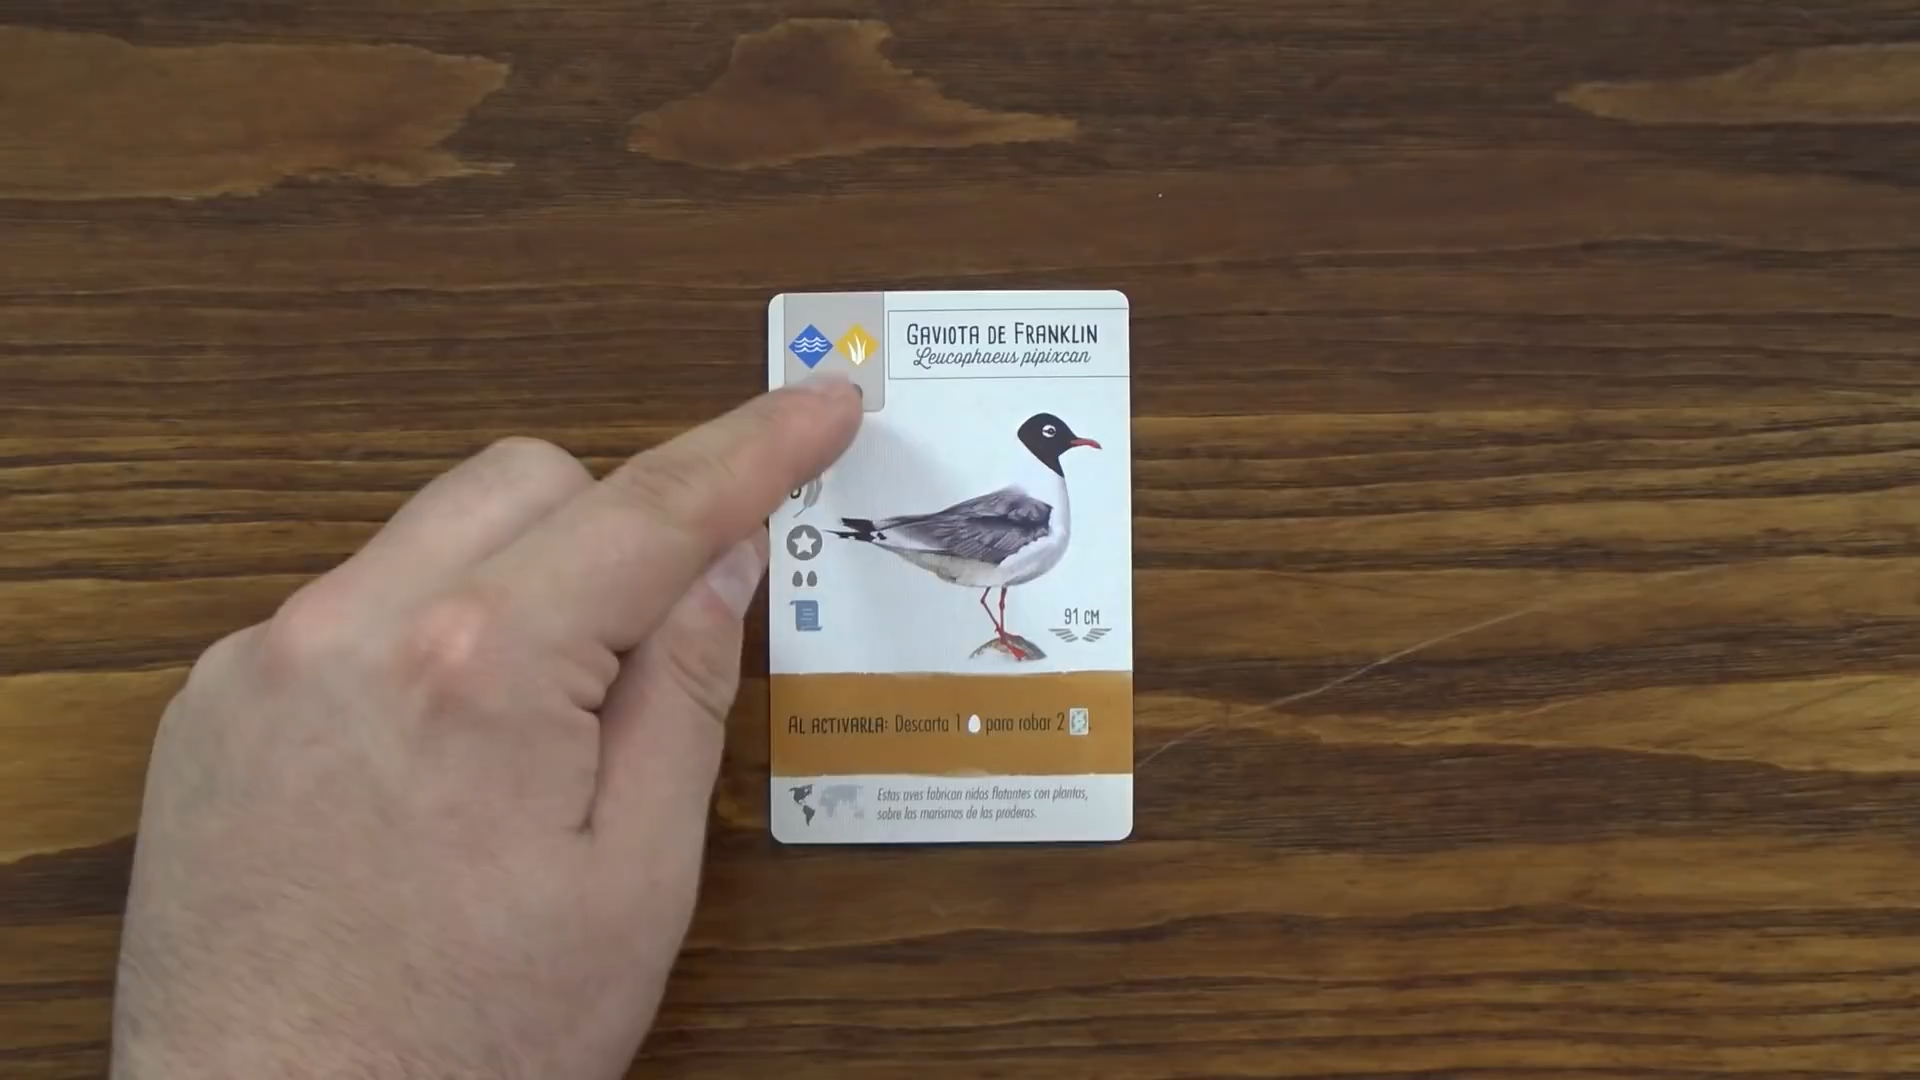 GAVIOTA DE FRANKLIN
Leucophaeus pipixcan
91 CM
AL ACTIVARLA: Descarta 1 para robar 2 .
Estas aves fabrican nidos flotantes con plantas,
sobre las marismas de las praderas.